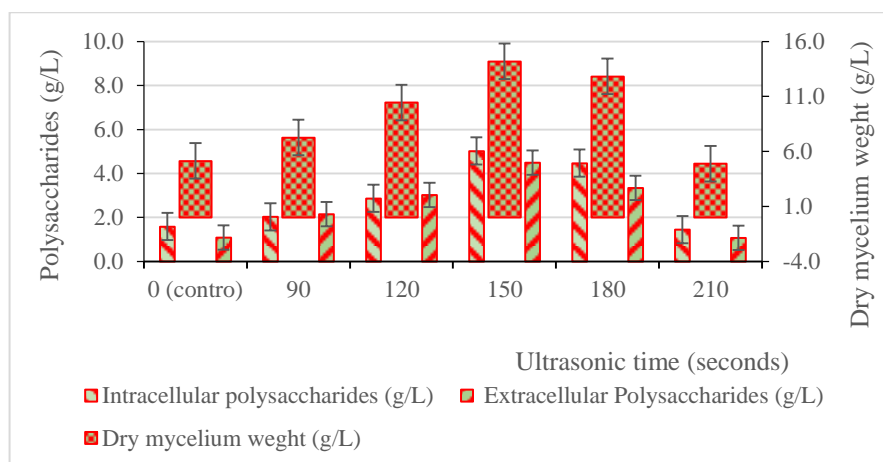 Polysaccharides (g/L)
10.0
8.0
6.0
4.0
2.0
0.0
16.0
11.0
6.0
1.0
-4.0
Dry mycelium weght (g/L)
0 (contro) 90 120 150 180 210
Ultrasonic time (seconds)
Intracellular polysaccharides (g/L) Extracellular Polysaccharides (g/L)
Dry mycelium weght (g/L)